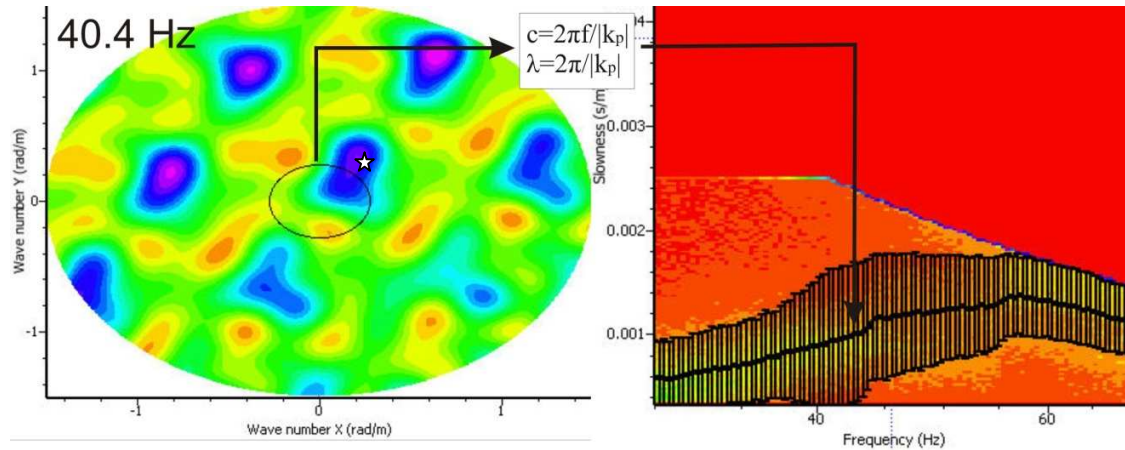 40.4 Hz
1
0
-1
Wave number Y (rad/m)
-1
0
1
Wave number X (rad/m)
c=2πf/|kp|
λ=2π/|kp|
0.003
0.002
0.001
Slowness (s/m
40
60
Frequency (Hz)